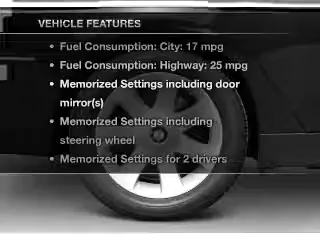 VEHICLE FEATURES
• Fuel Consumption: City: 17 mpg
• Fuel Consumption: Highway: 25 mpg
• Memorized Settings including door
mirror(s)
• Memorized Settings including
steering wheel
• Memorized Settings for 2 drivers